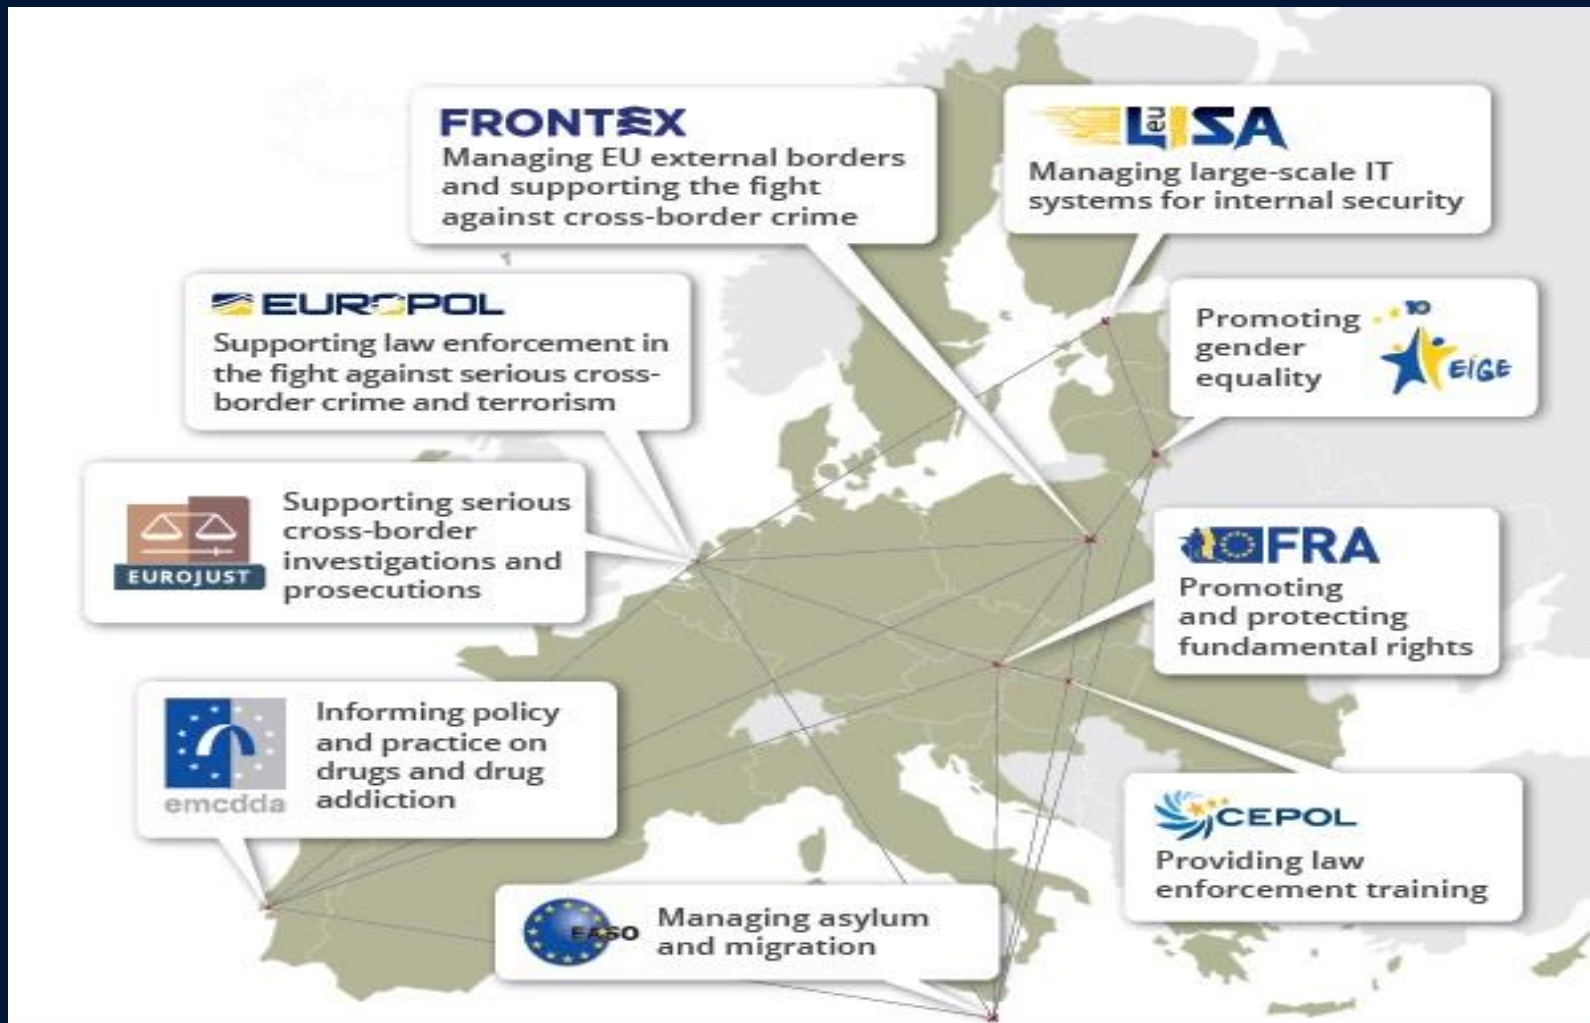 FRONTEX
Managing EU external borders
and supporting the fight
against cross-border crime
eu LISA
Managing large-scale IT
systems for internal security
EUROPOL
Supporting law enforcement in
the fight against serious cross-
border crime and terrorism
Promoting
gender
equality
10
EIGE
EUROJUST
Supporting serious
cross-border
investigations and
prosecutions
FRA
Promoting
and protecting
fundamental rights
emcdda
Informing policy
and practice on
drugs and drug
addiction
CEPOL
Providing law
enforcement training
EASO
Managing asylum
and migration